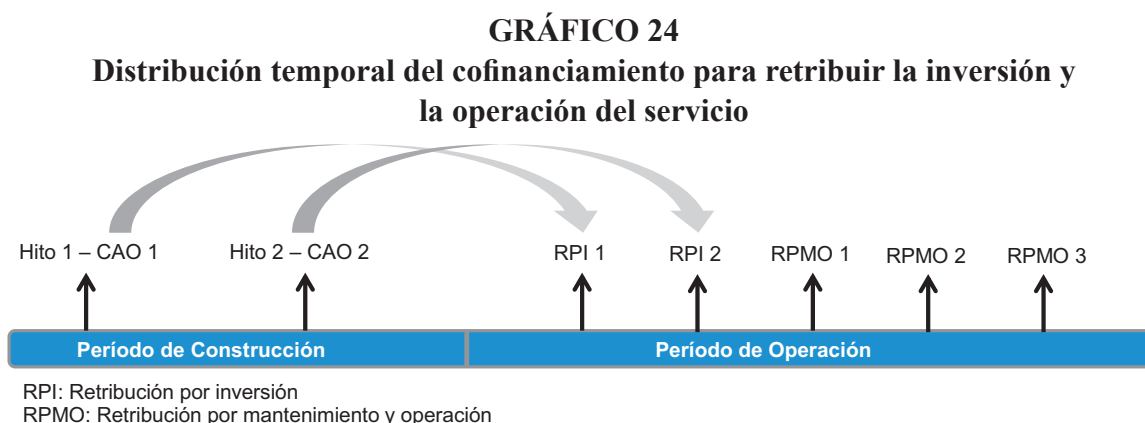 GRÁFICO 24
Distribución temporal del cofinanciamiento para retribuir la inversión y
la operación del servicio
Hito 1 – CAO 1
Hito 2 – CAO 2
RPI 1
RPI 2
RPMO 1
RPMO 2
RPMO 3
Período de Construcción
Período de Operación
RPI: Retribución por inversión
RPMO: Retribución por mantenimiento y operación